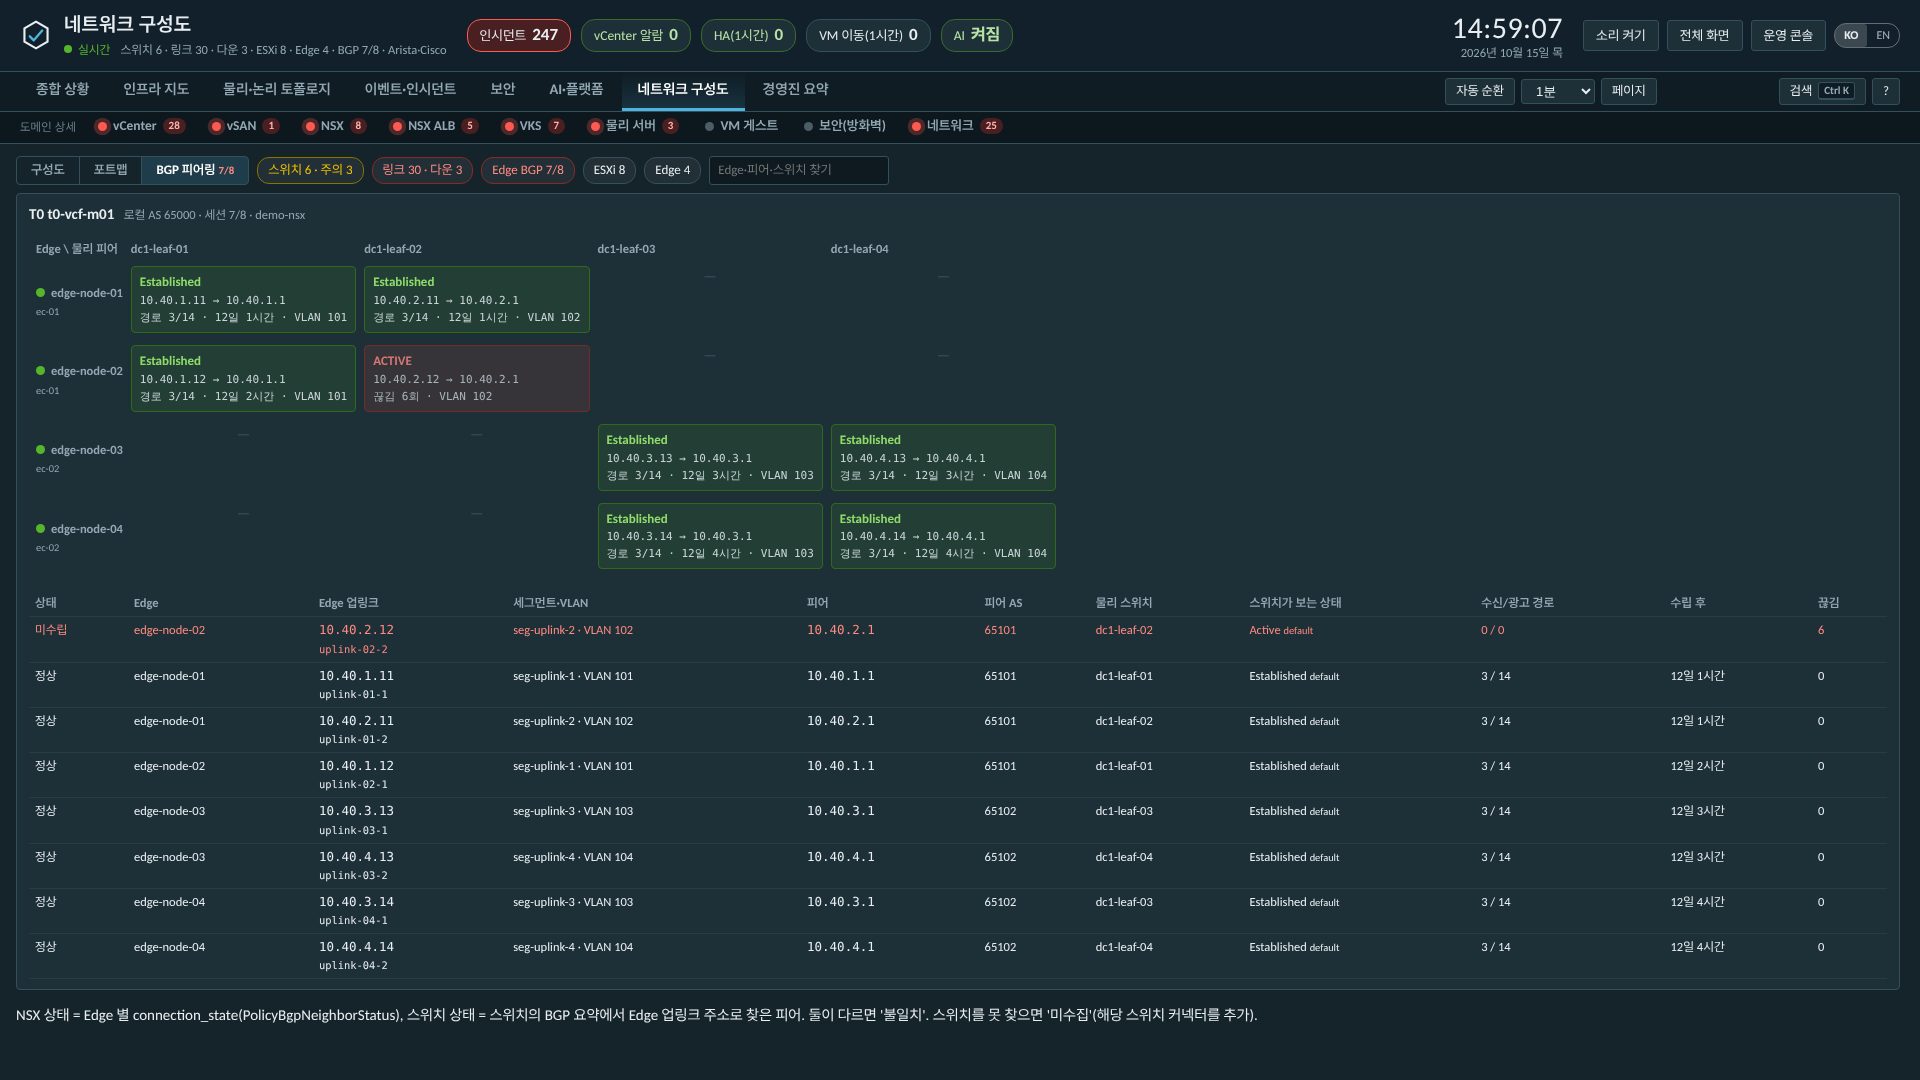 네트워크 구성도
실시간 스위치 6 · 링크 30 · 다운 3 · ESXi 8 · Edge 4 · BGP 7/8 · Arista·Cisco
인시던트 247
vCenter 알람 0
HA(1시간) 0
VM 이동(1시간) 0
AI 켜짐
14:59:07
2026년 10월 15일 목
소리 켜기
전체 화면
운영 콘솔
KO EN
종합 상황 인프라 지도 물리·논리 토폴로지 이벤트·인시던트 보안 AI·플랫폼 네트워크 구성도 경영진 요약
자동 순환 1분 페이지 검색 Ctrl K ?
도메인 상세 vCenter 28 vSAN 1 NSX 8 NSX ALB 5 VKS 7 물리 서버 3 VM 게스트 보안(방화벽) 네트워크 25
구성도 포트맵 BGP 피어링 7/8 스위치 6 · 주의 3 링크 30 · 다운 3 Edge BGP 7/8 ESXi 8 Edge 4 Edge·피어·스위치 찾기
T0 t0-vcf-m01 로컬 AS 65000 · 세션 7/8 · demo-nsx
Edge \ 물리 피어 dc1-leaf-01 dc1-leaf-02 dc1-leaf-03 dc1-leaf-04
edge-node-01
ec-01
Established
10.40.1.11 → 10.40.1.1
경로 3/14 · 12일 1시간 · VLAN 101
Established
10.40.2.11 → 10.40.2.1
경로 3/14 · 12일 1시간 · VLAN 102
—
—
edge-node-02
ec-01
Established
10.40.1.12 → 10.40.1.1
경로 3/14 · 12일 2시간 · VLAN 101
ACTIVE
10.40.2.12 → 10.40.2.1
끊김 6회 · VLAN 102
—
—
edge-node-03
ec-02
—
—
Established
10.40.3.13 → 10.40.3.1
경로 3/14 · 12일 3시간 · VLAN 103
Established
10.40.4.13 → 10.40.4.1
경로 3/14 · 12일 3시간 · VLAN 104
edge-node-04
ec-02
—
—
Established
10.40.3.14 → 10.40.3.1
경로 3/14 · 12일 4시간 · VLAN 103
Established
10.40.4.14 → 10.40.4.1
경로 3/14 · 12일 4시간 · VLAN 104
상태 Edge Edge 업링크 세그먼트·VLAN 피어 피어 AS 물리 스위치 스위치가 보는 상태 수신/광고 경로 수립 후 끊김
미수립 edge-node-02 10.40.2.12 seg-uplink-2 · VLAN 102 10.40.2.1 65101 dc1-leaf-02 Active default 0 / 0 6
uplink-02-2
정상 edge-node-01 10.40.1.11 seg-uplink-1 · VLAN 101 10.40.1.1 65101 dc1-leaf-01 Established default 3 / 14 12일 1시간 0
uplink-01-1
정상 edge-node-01 10.40.2.11 seg-uplink-2 · VLAN 102 10.40.2.1 65101 dc1-leaf-02 Established default 3 / 14 12일 1시간 0
uplink-01-2
정상 edge-node-02 10.40.1.12 seg-uplink-1 · VLAN 101 10.40.1.1 65101 dc1-leaf-01 Established default 3 / 14 12일 2시간 0
uplink-02-1
정상 edge-node-03 10.40.3.13 seg-uplink-3 · VLAN 103 10.40.3.1 65102 dc1-leaf-03 Established default 3 / 14 12일 3시간 0
uplink-03-1
정상 edge-node-03 10.40.4.13 seg-uplink-4 · VLAN 104 10.40.4.1 65102 dc1-leaf-04 Established default 3 / 14 12일 3시간 0
uplink-03-2
정상 edge-node-04 10.40.3.14 seg-uplink-3 · VLAN 103 10.40.3.1 65102 dc1-leaf-03 Established default 3 / 14 12일 4시간 0
uplink-04-1
정상 edge-node-04 10.40.4.14 seg-uplink-4 · VLAN 104 10.40.4.1 65102 dc1-leaf-04 Established default 3 / 14 12일 4시간 0
uplink-04-2
NSX 상태 = Edge 별 connection_state(PolicyBgpNeighborStatus), 스위치 상태 = 스위치의 BGP 요약에서 Edge 업링크 주소로 찾은 피어. 둘이 다르면 '불일치'. 스위치를 못 찾으면 '미수집'(해당 스위치 커넥터를 추가).